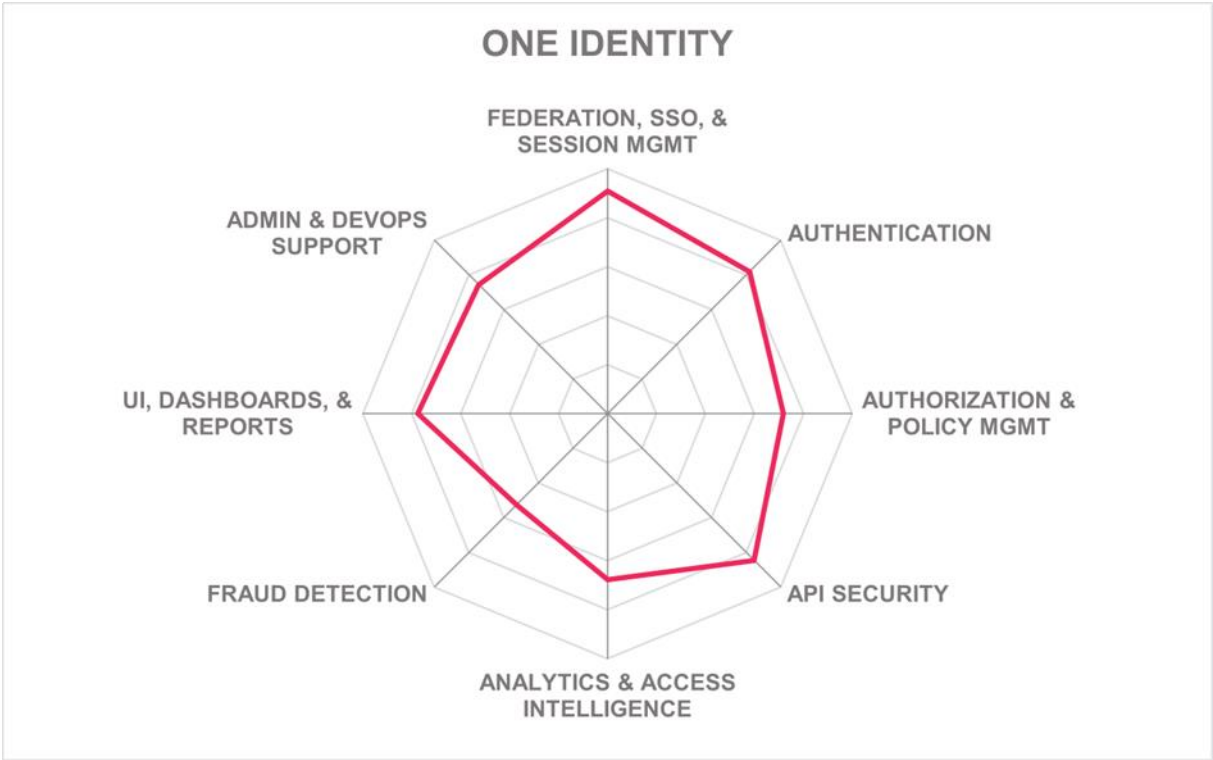 ONE IDENTITY
FEDERATION, SSO, &
SESSION MGMT
ADMIN & DEVOPS
SUPPORT
AUTHENTICATION
UI, DASHBOARDS, &
REPORTS
AUTHORIZATION &
POLICY MGMT
FRAUD DETECTION
API SECURITY
ANALYTICS & ACCESS
INTELLIGENCE